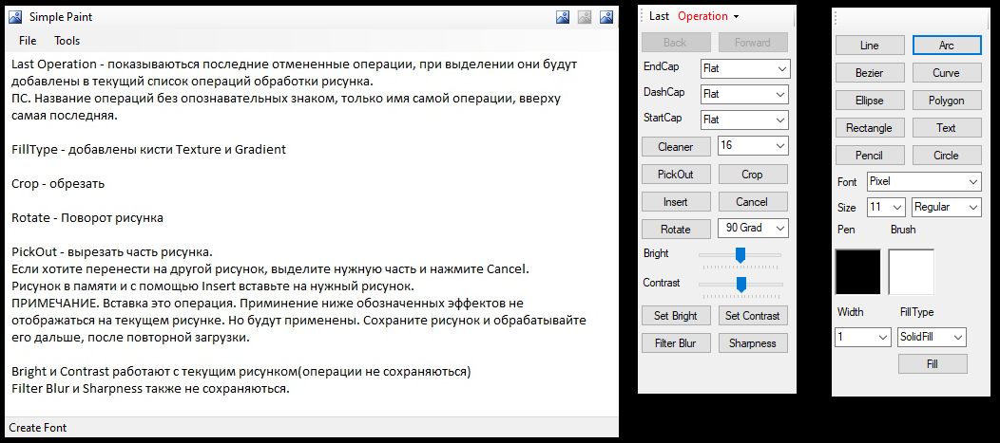 Simple Paint
File Tools
Last Operation - показываються последние отмененные операции, при выделении они будут
добавлены в текущий список операций обработки рисунка.
ПС. Название операций без опознавательных знаком, только имя самой операции, вверху
самая последняя.
FillType - добавлены кисти Texture и Gradient
Crop - обрезать
Rotate - Поворот рисунка
PickOut - вырезать часть рисунка.
Если хотите перенести на другой рисунок, выделите нужную часть и нажмите Cancel.
Рисунок в памяти и с помощью Insert вставьте на нужный рисунок.
ПРИМЕЧАНИЕ. Вставка это операция. Приминение ниже обозначенных эффектов не
отображаться на текущем рисунке. Но будут применены. Сохраните рисунок и обрабатывайте
его дальше, после повторной загрузки.
Bright и Contrast работают с текущим рисунком(операции не сохраняються)
Filter Blur и Sharpness также не сохраняються.
Create Font
Last Operation
Back Forward
EndCap Flat
DashCap Flat
StartCap Flat
Cleaner 16
PickOut Crop
Insert Cancel
Rotate 90 Grad
Bright
Contrast
Set Bright Set Contrast
Filter Blur Sharpness
Line Arc
Bezier Curve
Ellipse Polygon
Rectangle Text
Pencil Circle
Font Pixel
Size 11 Regular
Pen Brush
Width FillType
1 SolidFill
Fill